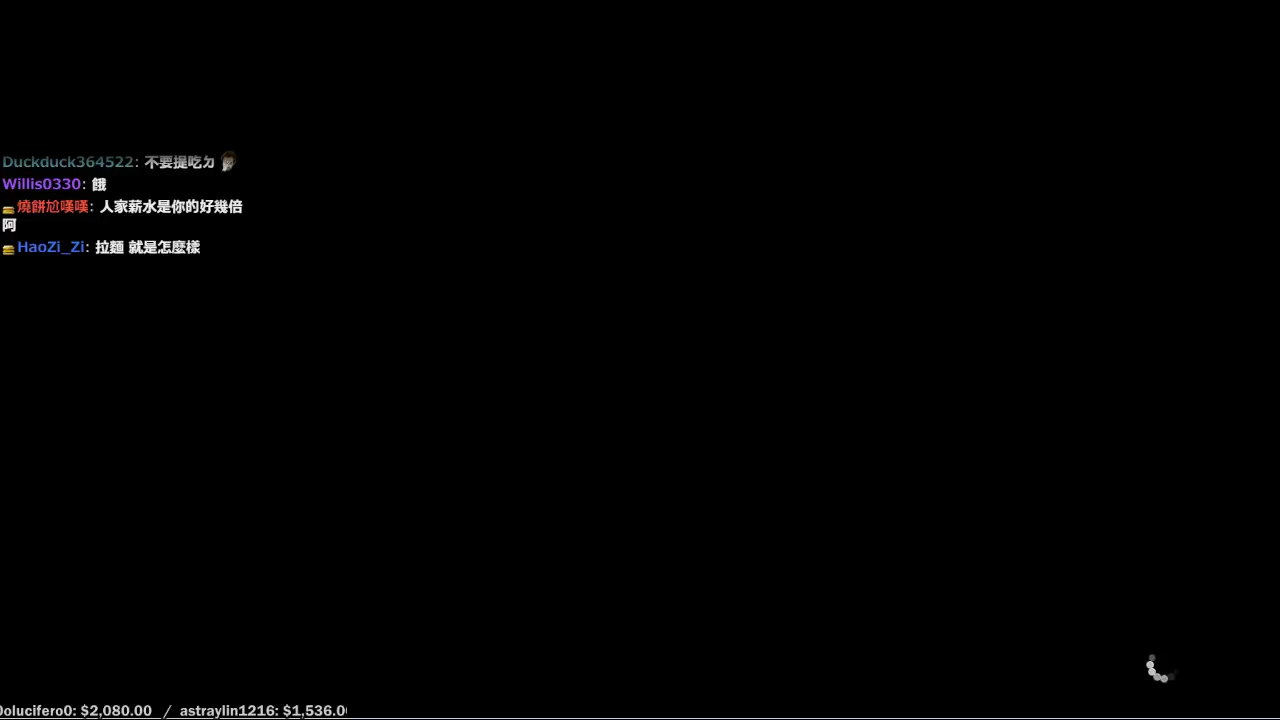 Duckduck364522: 不要提吃ㄉ
Willis0330: 餓
燒餅尬嘆嘆: 人家薪水是你的好幾倍
阿
HaoZi_Zi: 拉麵 就是怎麼樣
olucifero0: $2,080.00 / astraylin1216: $1,536.0